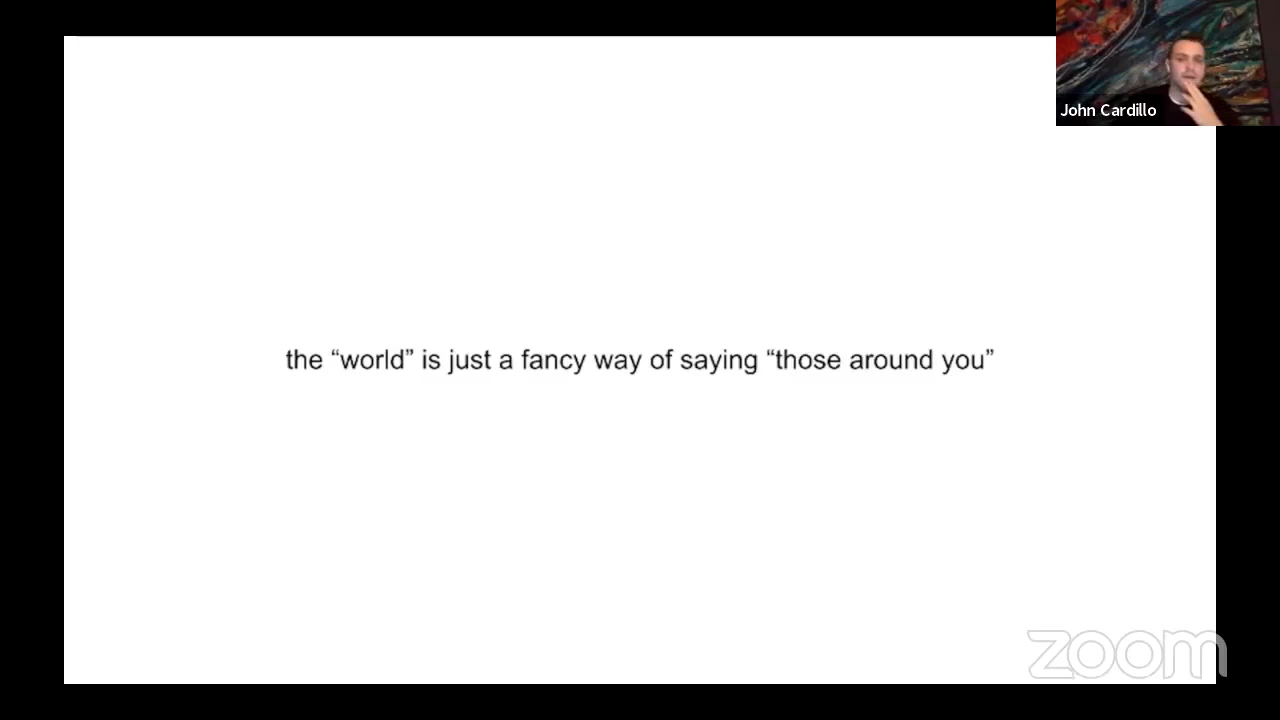 John Cardillo
the “world” is just a fancy way of saying “those around you”
zoom